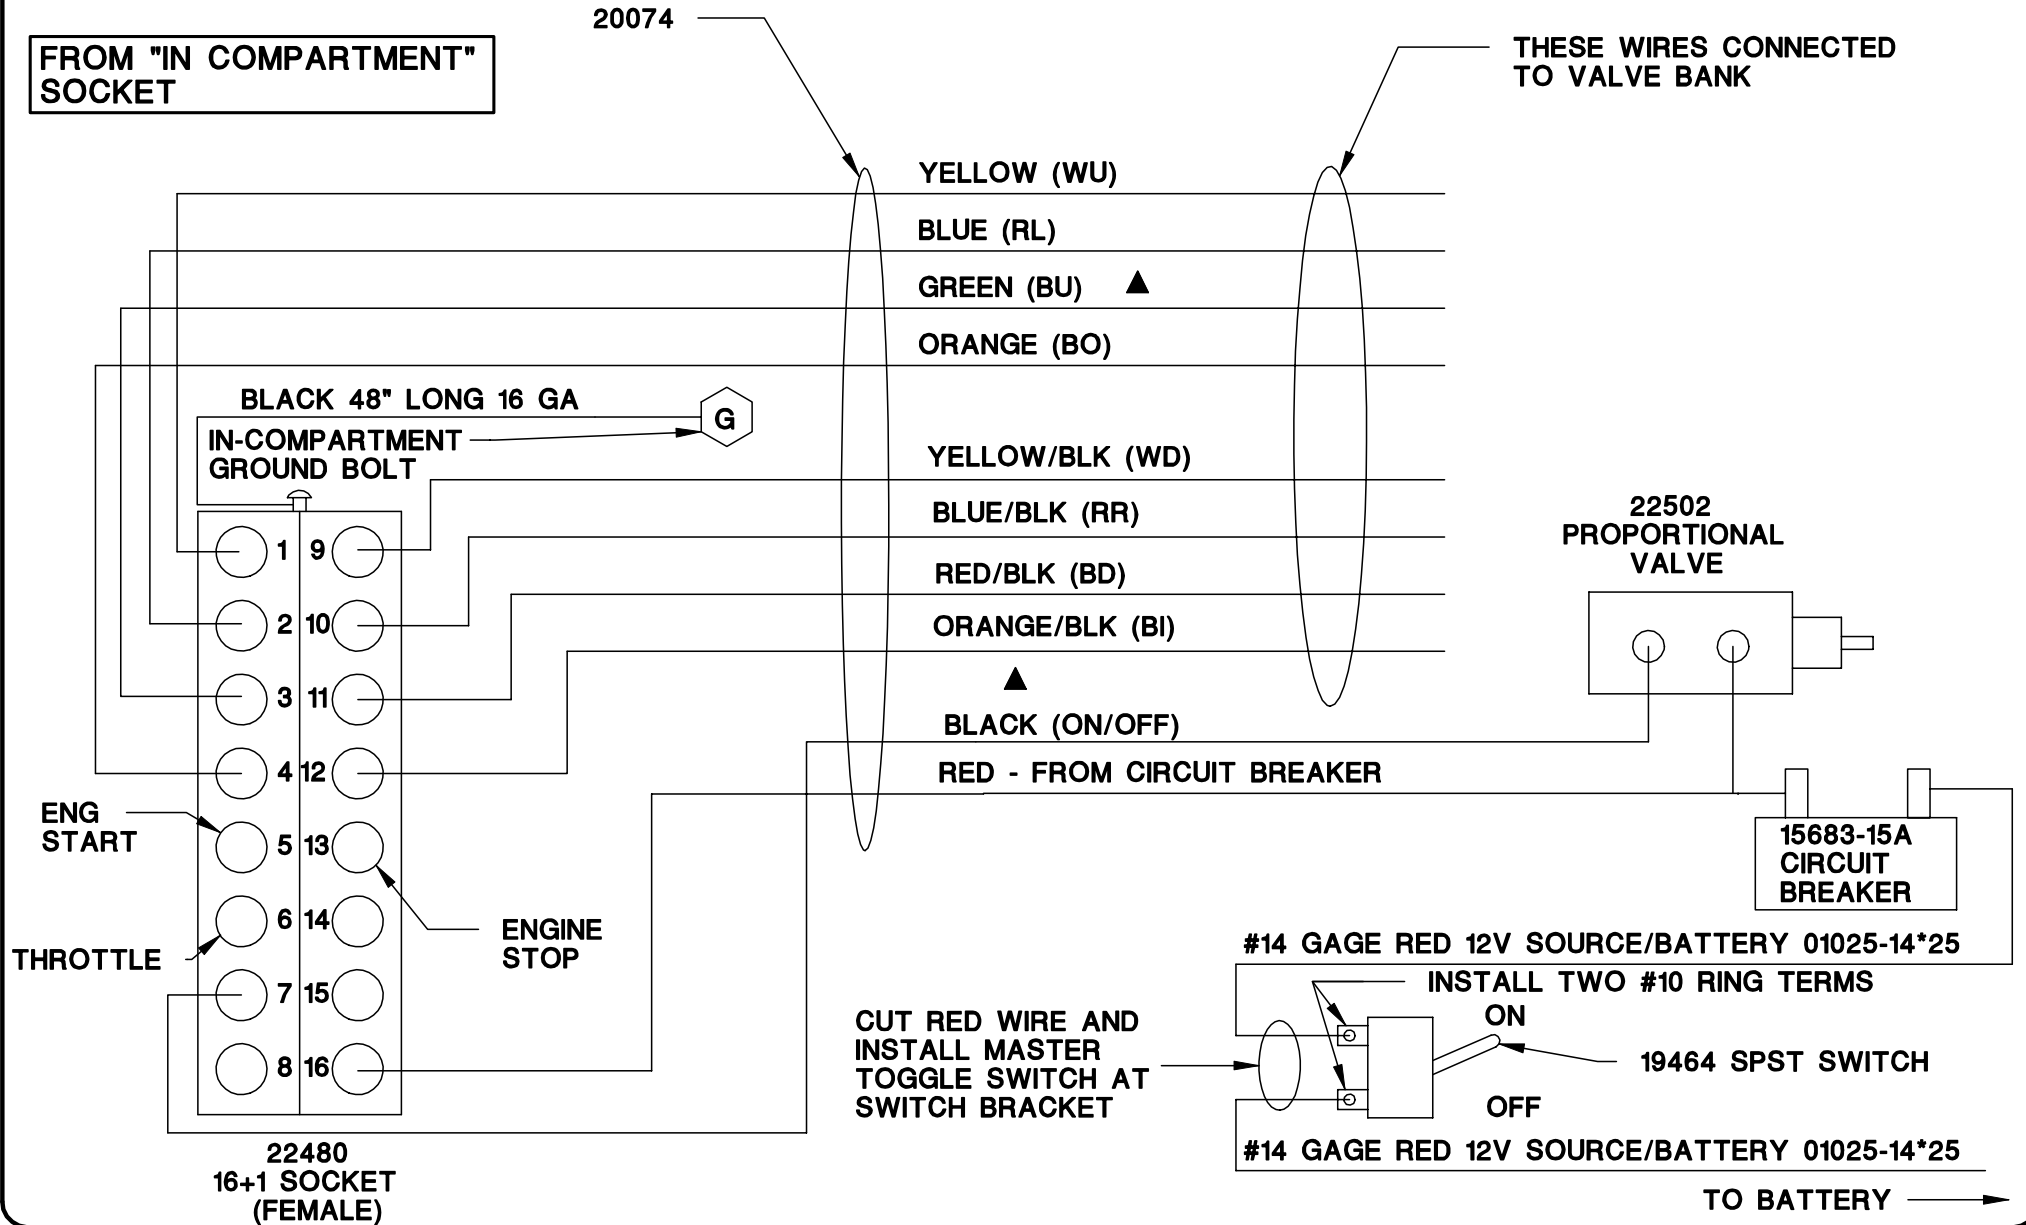 20074
FROM "IN COMPARTMENT"
SOCKET
THESE WIRES CONNECTED
TO VALVE BANK
YELLOW (WU)
BLUE (RL)
GREEN (BU)
ORANGE (BO)
BLACK 48" LONG 16 GA
G
IN-COMPARTMENT
GROUND BOLT
YELLOW/BLK (WD)
BLUE/BLK (RR)
RED/BLK (BD)
ORANGE/BLK (BI)
BLACK (ON/OFF)
RED - FROM CIRCUIT BREAKER
22502
PROPORTIONAL
VALVE
1 9
2 10
3 11
4 12
5 13
6 14
7 15
8 16
ENG
START
THROTTLE
ENGINE
STOP
22480
16+1 SOCKET
(FEMALE)
15683-15A
CIRCUIT
BREAKER
#14 GAGE RED 12V SOURCE/BATTERY 01025-14*25
INSTALL TWO #10 RING TERMS
CUT RED WIRE AND
INSTALL MASTER
TOGGLE SWITCH AT
SWITCH BRACKET
ON
19464 SPST SWITCH
OFF
#14 GAGE RED 12V SOURCE/BATTERY 01025-14*25
TO BATTERY